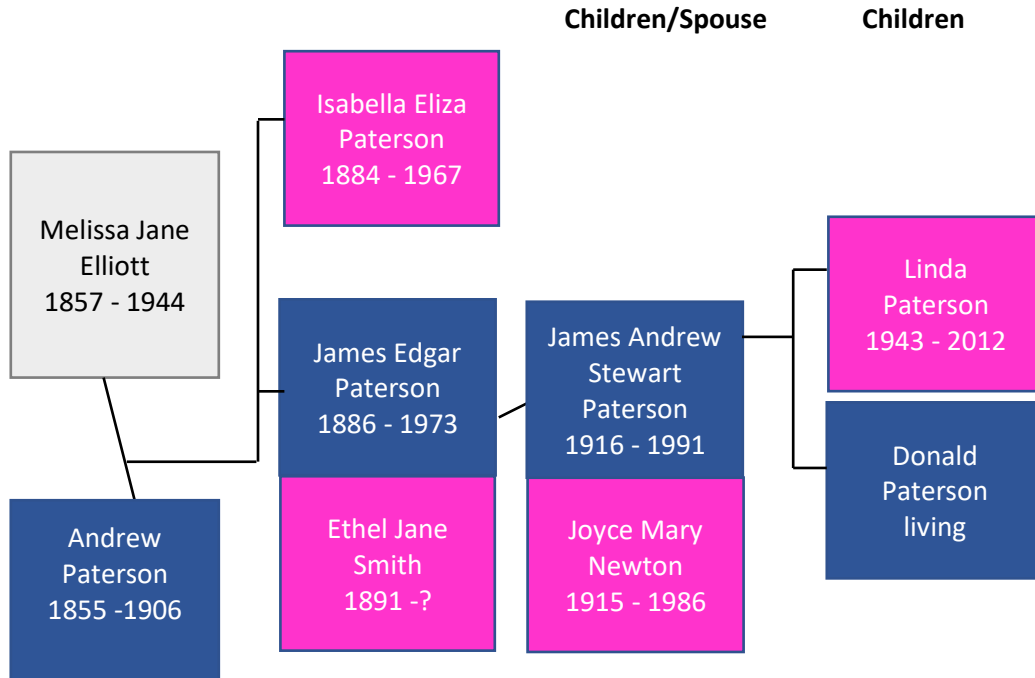 Children/Spouse
Children
Isabella Eliza
Paterson
1884 - 1967
Melissa Jane
Elliott
1857 - 1944
James Edgar
Paterson
1886 - 1973
James Andrew
Stewart
Paterson
1916 - 1991
Linda
Paterson
1943 - 2012
Andrew
Paterson
1855 -1906
Ethel Jane
Smith
1891 -?
Joyce Mary
Newton
1915 - 1986
Donald
Paterson
living